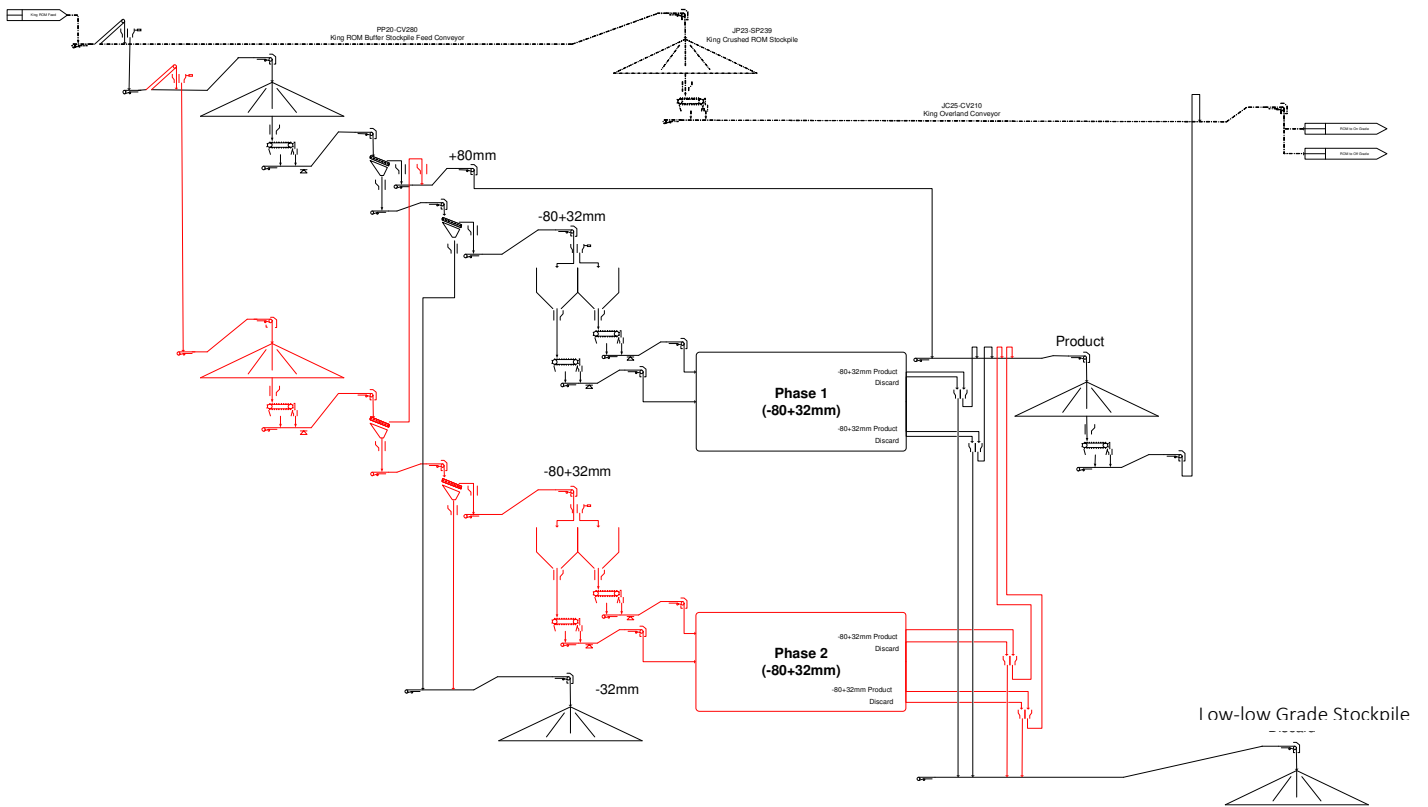 King ROM Feed
PP20-CV280
King ROM Buffer Stockpile Feed Conveyor
JP23-SP239
King Crushed ROM Stockpile
JC25-CV210
King Overland Conveyor
ROM to On Grade
ROM to Off Grade
+80mm
-80+32mm
Product
Phase 1
(-80+32mm)
-80+32mm Product
Discard
-80+32mm Product
Discard
-80+32mm
Phase 2
(-80+32mm)
-80+32mm Product
Discard
-80+32mm Product
Discard
-32mm
Low-low Grade Stockpile